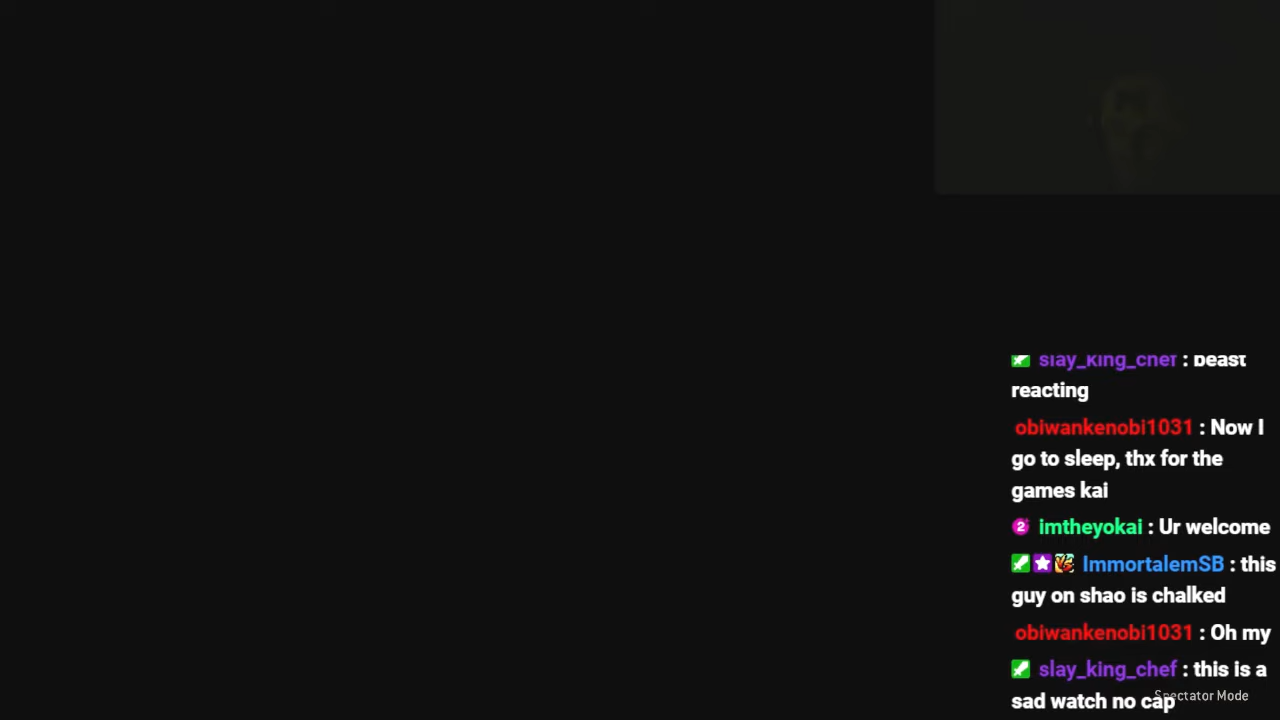 slay_king_chef : beast
reacting
obiwankenobi1031 : Now I
go to sleep, thx for the
games kai
2 imtheyokai : Ur welcome
ImmortalemSB : this
guy on shao is chalked
obiwankenobi1031 : Oh my
slay_king_chef : this is a
sad watch no cap
Spectator Mode